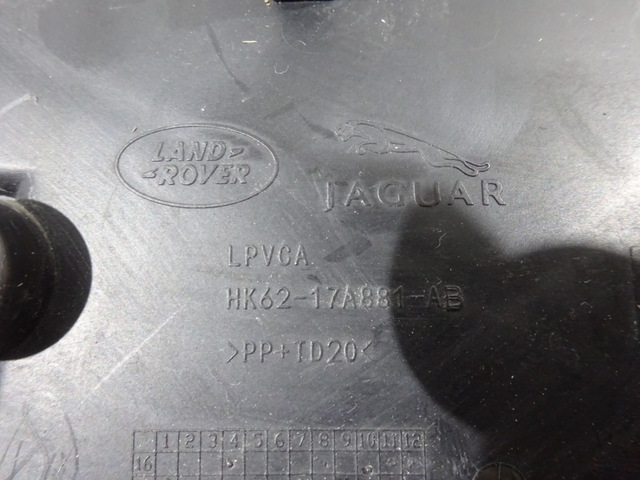 LAND-
-ROVER
JAGUAR
LPVCA
HK62-17A881-AB
>PP+TD20<
1 2 3 4 5 6 7 8 9 10 11 12
16